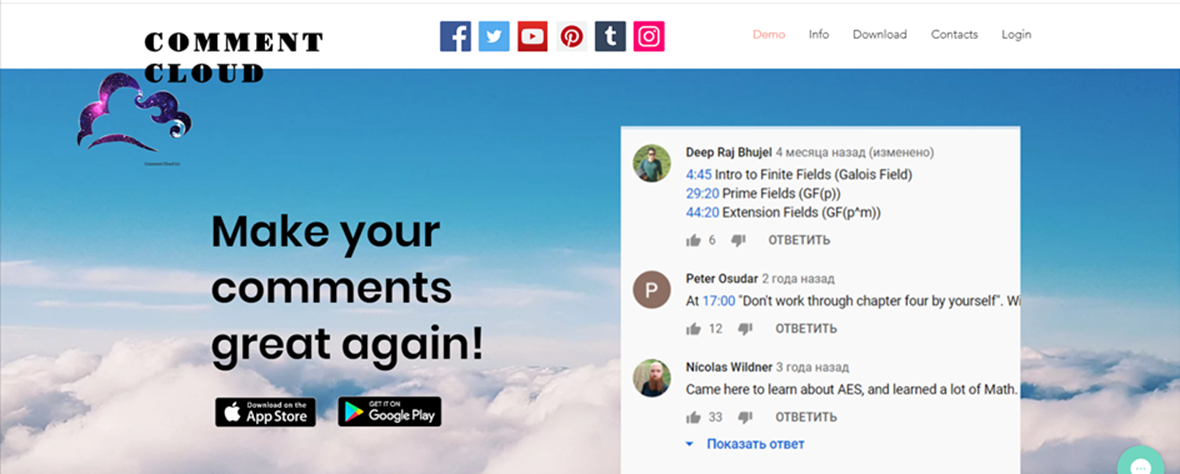 COMMENT
CLOUD
Demo Info Download Contacts Login
Make your
comments
great again!
Download on the
App Store
GET IT ON
Google Play
Deep Raj Bhujel 4 месяца назад (изменено)
4:45 Intro to Finite Fields (Galois Field)
29:20 Prime Fields (GF(p))
44:20 Extension Fields (GF(p^m))
6 ОТВЕТИТЬ
P
Peter Osudar 2 года назад
At 17:00 "Don't work through chapter four by yourself". Wi
12 ОТВЕТИТЬ
Nícolas Wildner 3 года назад
Came here to learn about AES, and learned a lot of Math.
33 ОТВЕТИТЬ
Показать ответ